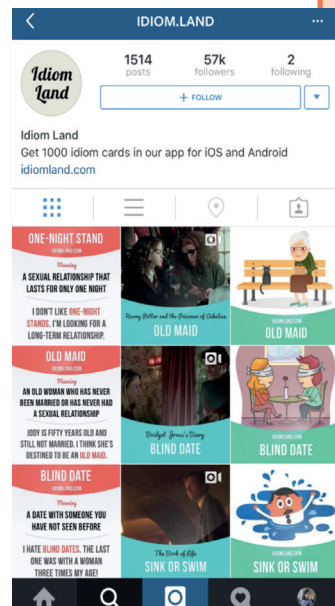 IDIOM.LAND
Idiom
Land
1514
posts
57k
followers
2
following
+ FOLLOW
Idiom Land
Get 1000 idiom cards in our app for iOS and Android
idiomland.com
ONE-NIGHT STAND
IDIOMLAND.COM
Meaning
A SEXUAL RELATIONSHIP THAT
LASTS FOR ONLY ONE NIGHT
I DON'T LIKE ONE-NIGHT
STANDS. I'M LOOKING FOR A
LONG-TERM RELATIONSHIP.
Harry Potter and the Prisoner of Azkaban
OLD MAID
IDIOMLAND.COM
OLD MAID
OLD MAID
IDIOMLAND.COM
Meaning
AN OLD WOMAN WHO HAS NEVER
BEEN MARRIED OR HAS NEVER HAD
A SEXUAL RELATIONSHIP
JODY IS FIFTY YEARS OLD AND
STILL NOT MARRIED. I THINK SHE'S
DESTINED TO BE AN OLD MAID.
Bridget Jones's Diary
BLIND DATE
IDIOMLAND.COM
BLIND DATE
BLIND DATE
IDIOMLAND.COM
Meaning
A DATE WITH SOMEONE YOU
HAVE NOT SEEN BEFORE
I HATE BLIND DATES. THE LAST
ONE WAS WITH A WOMAN
THREE TIMES MY AGE!
The Book of Life
SINK OR SWIM
IDIOMLAND.COM
SINK OR SWIM